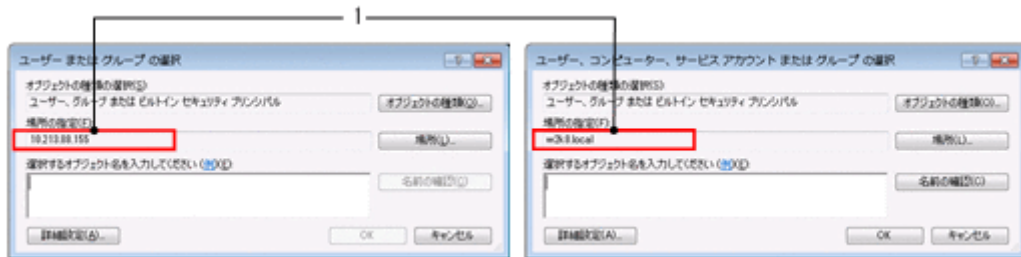 1
ユーザー または グループ の選択
オブジェクトの種類の選択(S)
ユーザー、グループ または ビルトイン セキュリティ プリンシパル
オブジェクトの種類(O)...
場所の指定(F)
10.213.88.155
場所(L)...
選択するオブジェクト名を入力してください (例)(E)
名前の確認(C)
詳細設定(A)...
OK
キャンセル
ユーザー、コンピューター、サービス アカウント または グループ の選択
オブジェクトの種類の選択(S)
ユーザー、グループ または ビルトイン セキュリティ プリンシパル
オブジェクトの種類(O)...
場所の指定(F)
w2k8.local
場所(L)...
選択するオブジェクト名を入力してください (例)(E)
名前の確認(C)
詳細設定(A)...
OK
キャンセル